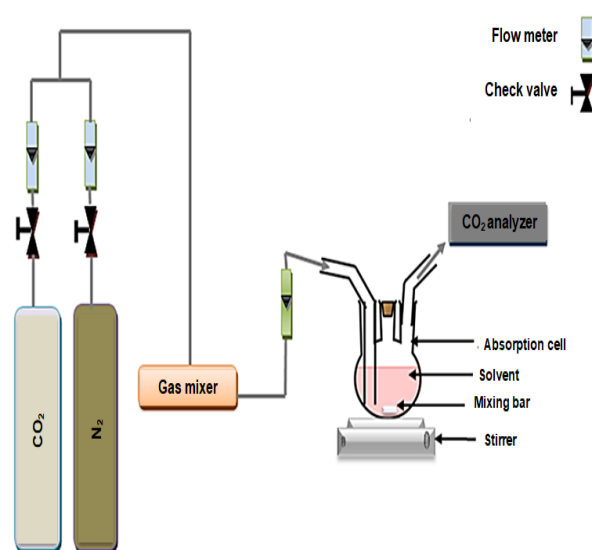 Flow meter
Check valve
CO₂ analyzer
Absorption cell
Solvent
Gas mixer
Mixing bar
Stirrer
CO₂
N₂